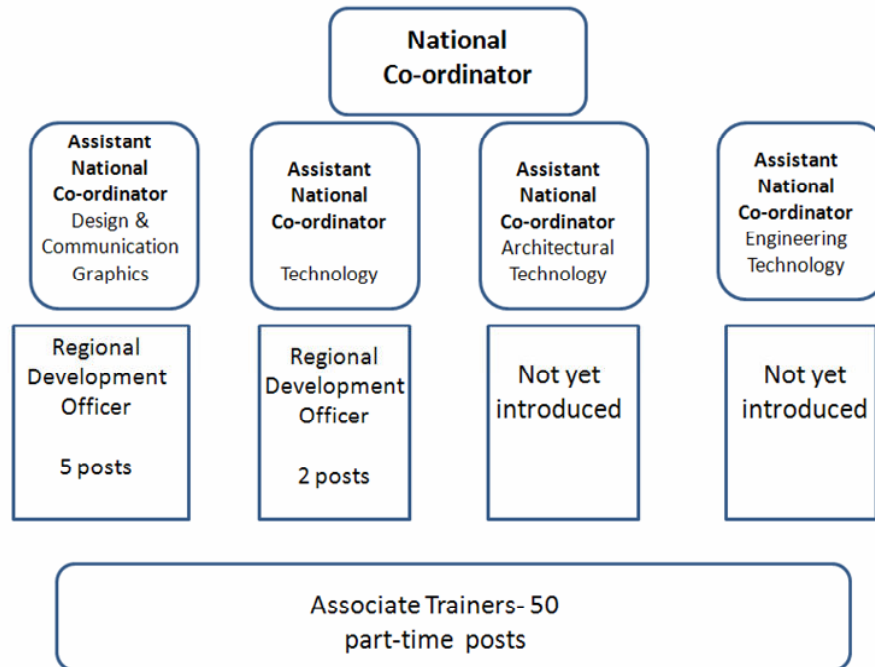 National
Co-ordinator
Assistant
National
Co-ordinator
Design &
Communication
Graphics
Assistant
National
Co-ordinator
Technology
Assistant
National
Co-ordinator
Architectural
Technology
Assistant
National
Co-ordinator
Engineering
Technology
Regional
Development
Officer
5 posts
Regional
Development
Officer
2 posts
Not yet
introduced
Not yet
introduced
Associate Trainers- 50
part-time posts